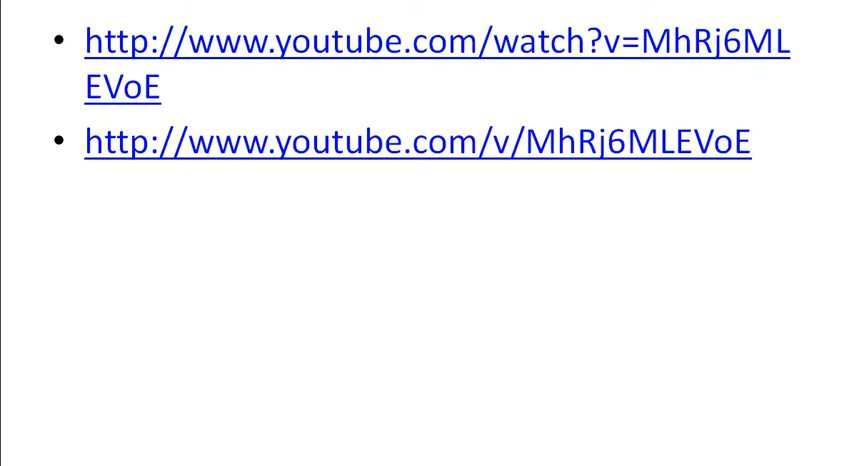 • http://www.youtube.com/watch?v=MhRj6ML
EVoE
• http://www.youtube.com/v/MhRj6MLEVoE